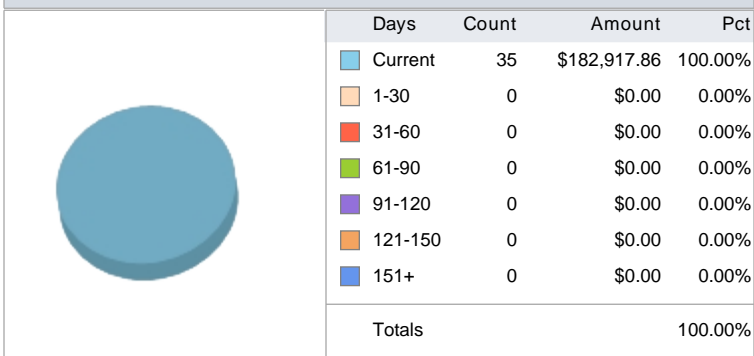 Days Count Amount Pct
Current 35 $182,917.86 100.00%
1-30 0 $0.00 0.00%
31-60 0 $0.00 0.00%
61-90 0 $0.00 0.00%
91-120 0 $0.00 0.00%
121-150 0 $0.00 0.00%
151+ 0 $0.00 0.00%
Totals 100.00%